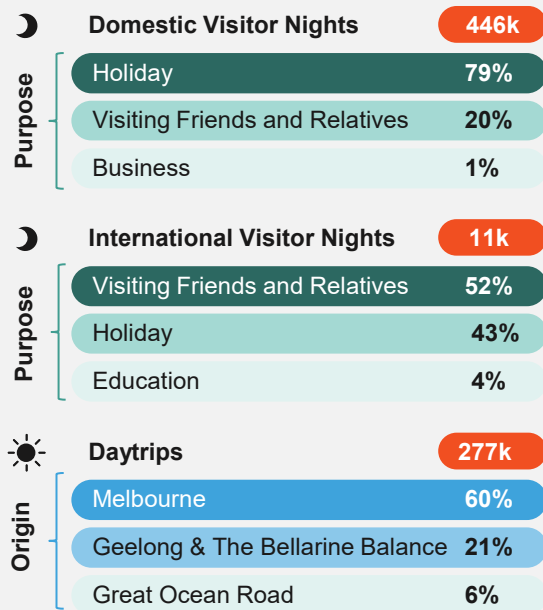 Domestic Visitor Nights 446k
Purpose
Holiday 79%
Visiting Friends and Relatives 20%
Business 1%
International Visitor Nights 11k
Purpose
Visiting Friends and Relatives 52%
Holiday 43%
Education 4%
Daytrips 277k
Origin
Melbourne 60%
Geelong & The Bellarine Balance 21%
Great Ocean Road 6%